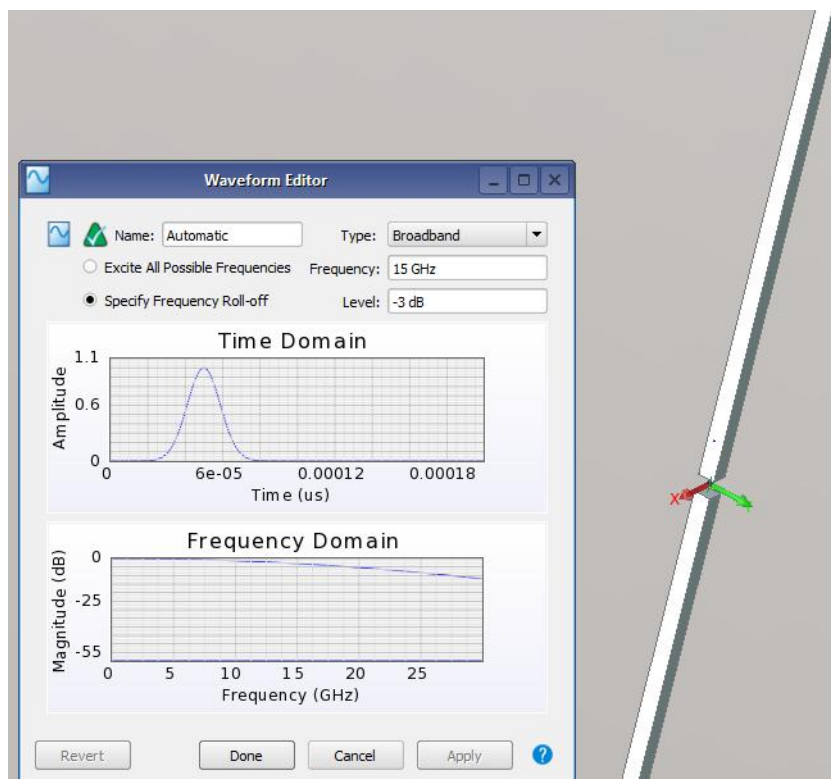 Waveform Editor
Name: Automatic Type: Broadband
Excite All Possible Frequencies Frequency: 15 GHz
Specify Frequency Roll-off Level: -3 dB
Time Domain
1.1
0.6
0
Amplitude
0 6e-05 0.00012 0.00018
Time (us)
Frequency Domain
0
-25
-55
Magnitude (dB)
0 5 10 15 20 25
Frequency (GHz)
Revert Done Cancel Apply ?
X